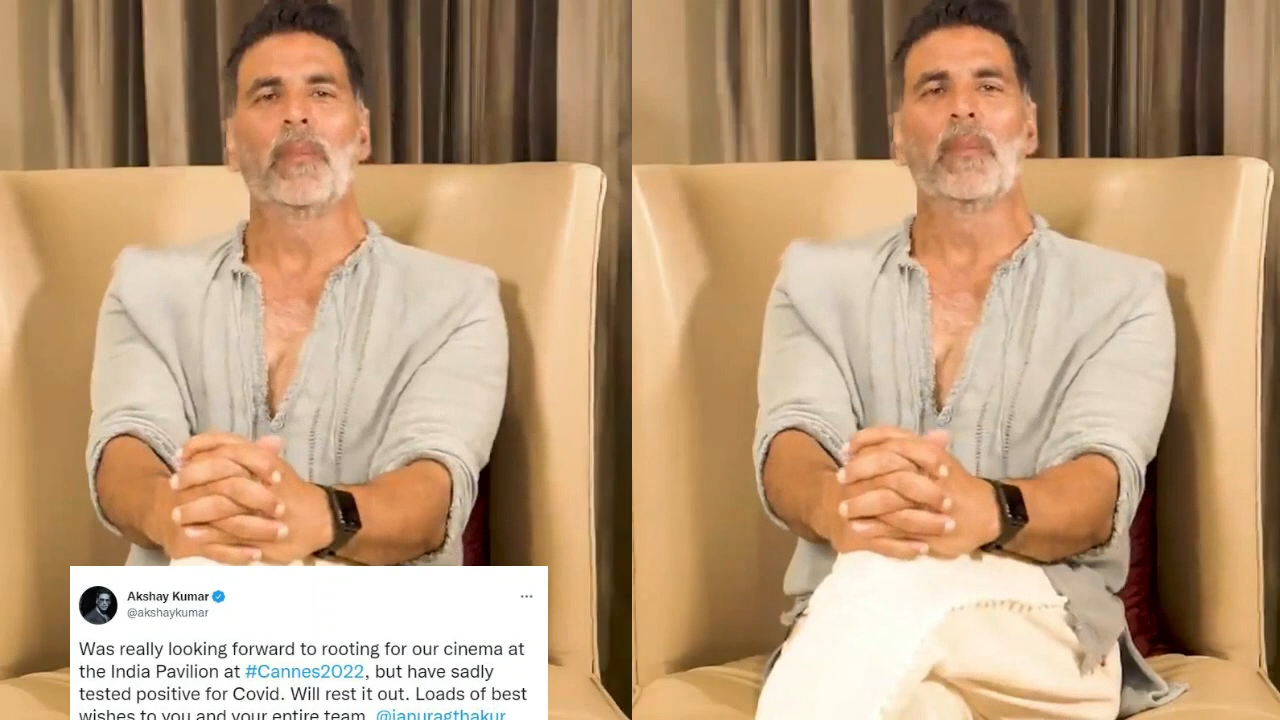 Akshay Kumar
@akshaykumar
Was really looking forward to rooting for our cinema at
the India Pavilion at #Cannes2022, but have sadly
tested positive for Covid. Will rest it out. Loads of best
wishes to you and your entire team, @ianuragthakur